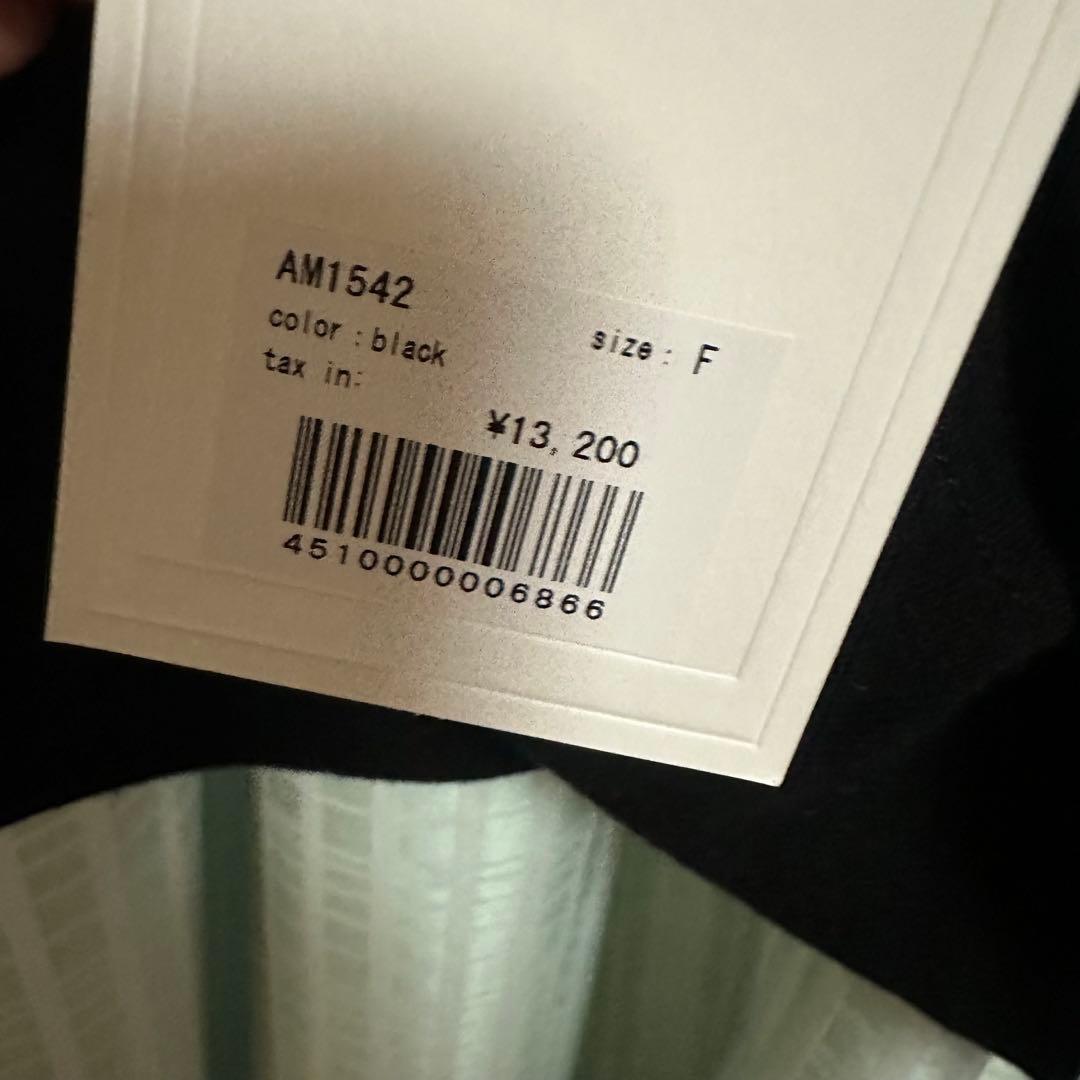 AM1542
color : black
size : F
tax in:
¥13,200
4510000006866